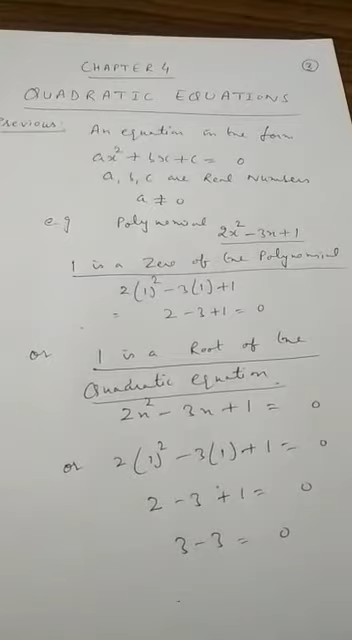 CHAPTER 4
2
QUADRATIC EQUATIONS
Previous: An equation in the form
ax² + bx + c = 0
a, b, c are Real Numbers
a ≠ 0
e.g Polynomial 2x² - 3x + 1
1 is a Zero of the Polynomial
2(1)² - 3(1) + 1
= 2 - 3 + 1 = 0
or 1 is a Root of the
Quadratic equation.
2x² - 3x + 1 = 0
or 2(1)² - 3(1) + 1 = 0
2 - 3 + 1 = 0
3 - 3 = 0